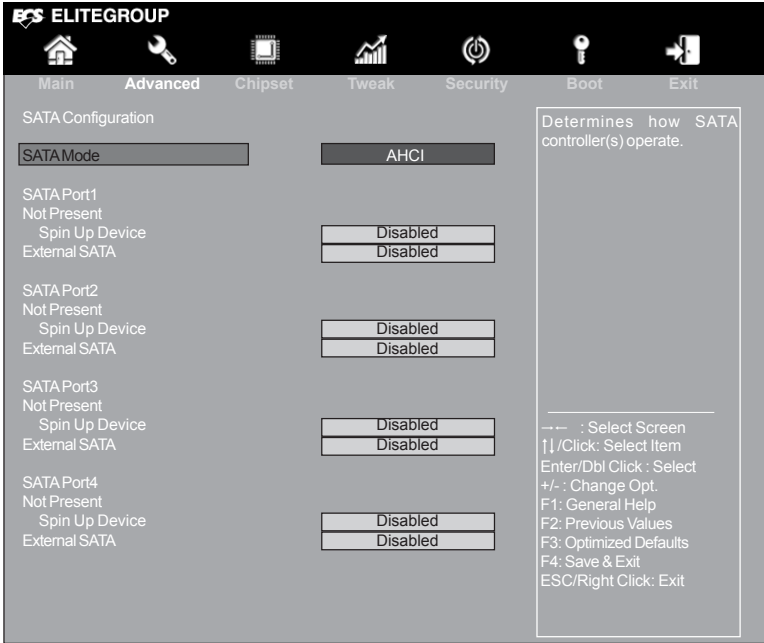 ECS ELITEGROUP
Main Advanced Chipset Tweak Security Boot Exit
SATA Configuration
SATA Mode AHCI
SATA Port1
Not Present
Spin Up Device Disabled
External SATA Disabled
SATA Port2
Not Present
Spin Up Device Disabled
External SATA Disabled
SATA Port3
Not Present
Spin Up Device Disabled
External SATA Disabled
SATA Port4
Not Present
Spin Up Device Disabled
External SATA Disabled
Determines how SATA
controller(s) operate.
→← : Select Screen
↑↓/Click: Select Item
Enter/Dbl Click : Select
+/- : Change Opt.
F1: General Help
F2: Previous Values
F3: Optimized Defaults
F4: Save & Exit
ESC/Right Click: Exit